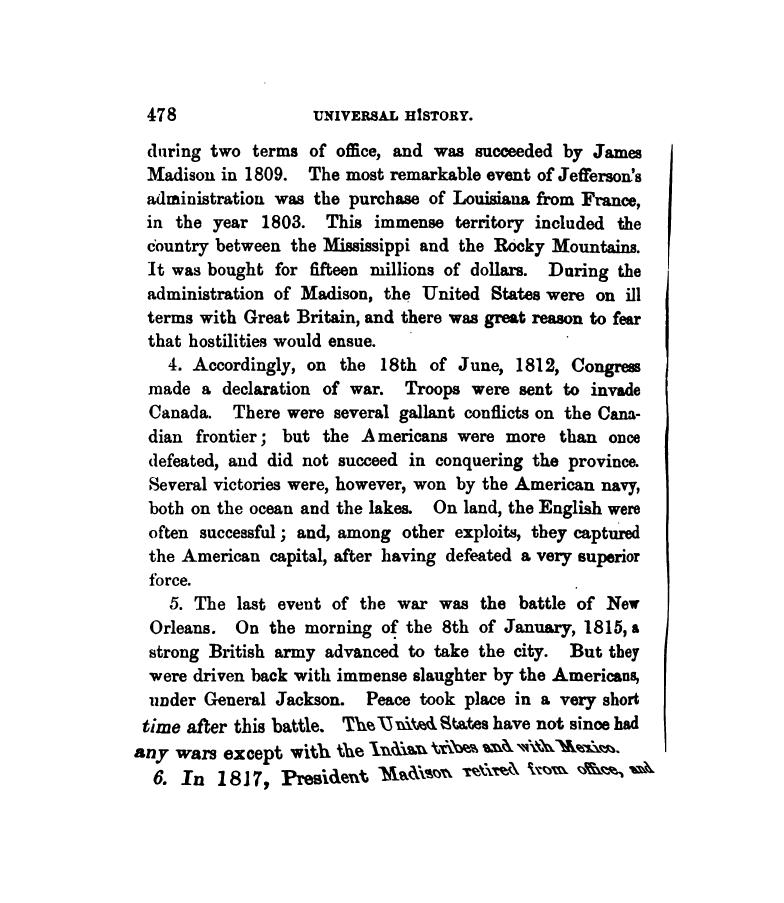 478 UNIVERSAL HISTORY.
during two terms of office, and was succeeded by James
Madison in 1809. The most remarkable event of Jefferson's
administration was the purchase of Louisiana from France,
in the year 1803. This immense territory included the
country between the Mississippi and the Rocky Mountains.
It was bought for fifteen millions of dollars. During the
administration of Madison, the United States were on ill
terms with Great Britain, and there was great reason to fear
that hostilities would ensue.
4. Accordingly, on the 18th of June, 1812, Congress
made a declaration of war. Troops were sent to invade
Canada. There were several gallant conflicts on the Cana-
dian frontier; but the Americans were more than once
defeated, and did not succeed in conquering the province.
Several victories were, however, won by the American navy,
both on the ocean and the lakes. On land, the English were
often successful; and, among other exploits, they captured
the American capital, after having defeated a very superior
force.
5. The last event of the war was the battle of New
Orleans. On the morning of the 8th of January, 1815, a
strong British army advanced to take the city. But they
were driven back with immense slaughter by the Americans,
under General Jackson. Peace took place in a very short
time after this battle. The United States have not since had
any wars except with the Indian tribes and with Mexico.
6. In 1817, President Madison retired from office, and